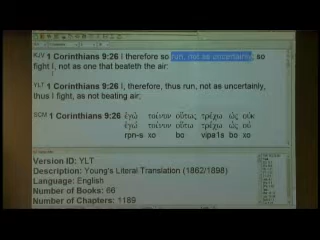 KJV 1 Corinthians 9:26 I therefore so run, not as uncertainly; so
fight I, not as one that beateth the air:
YLT 1 Corinthians 9:26 I, therefore, thus run, not as uncertainly,
thus I fight, as not beating air;
SCM 1 Corinthians 9:26 ἐγὼ τοίνυν οὕτως τρέχω ὡς οὐκ
ἐγώ τοίνυν οὕτω τρέχω ὡς οὐ
rpn-s xo bo vipa1s bo xo
Version ID: YLT
Description: Young's Literal Translation (1862/1898)
Language: English
Number of Books: 66
Number of Chapters: 1189